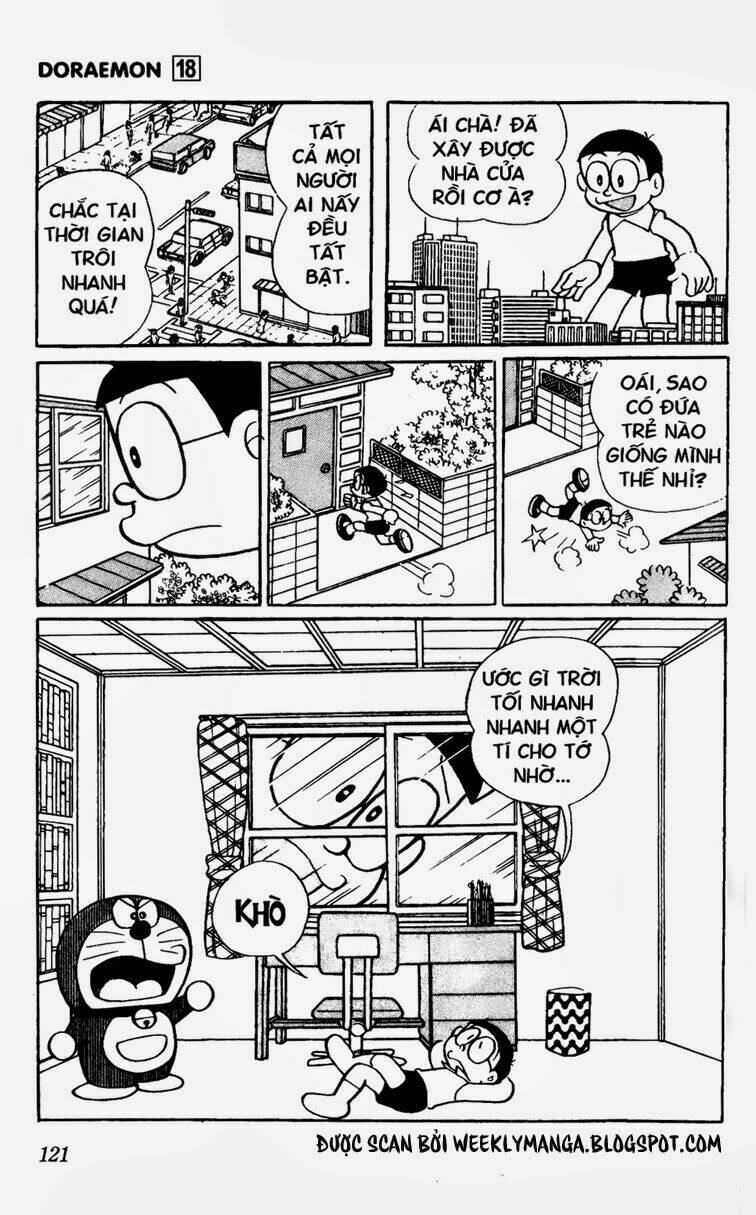 DORAEMON 18
TẤT
CẢ MỌI
NGƯỜI
AI NẤY
ĐỀU
TẤT
BẬT.
CHẮC TẠI
THỜI GIAN
TRÔI
NHANH
QUÁ!
ÁI CHÀ! ĐÃ
XÂY ĐƯỢC
NHÀ CỬA
RỒI CƠ À?
OÁI, SAO
CÓ ĐỨA
TRẺ NÀO
GIỐNG MÌNH
THẾ NHỈ?
ƯỚC GÌ TRỜI
TỐI NHANH
NHANH MỘT
TÍ CHO TỚ
NHỜ...
KHÒ
121
ĐƯỢC SCAN BỞI WEEKLYMANGA.BLOGSPOT.COM